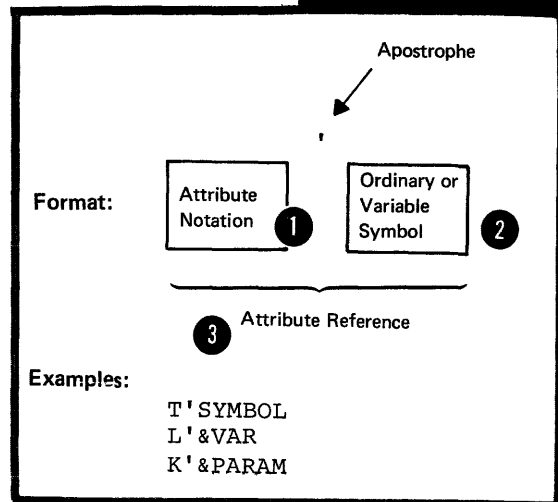 Apostrophe
'
Format:
Attribute
Notation
1
Ordinary or
Variable
Symbol
2
3
Attribute Reference
Examples:
T'SYMBOL
L'&VAR
K'&PARAM